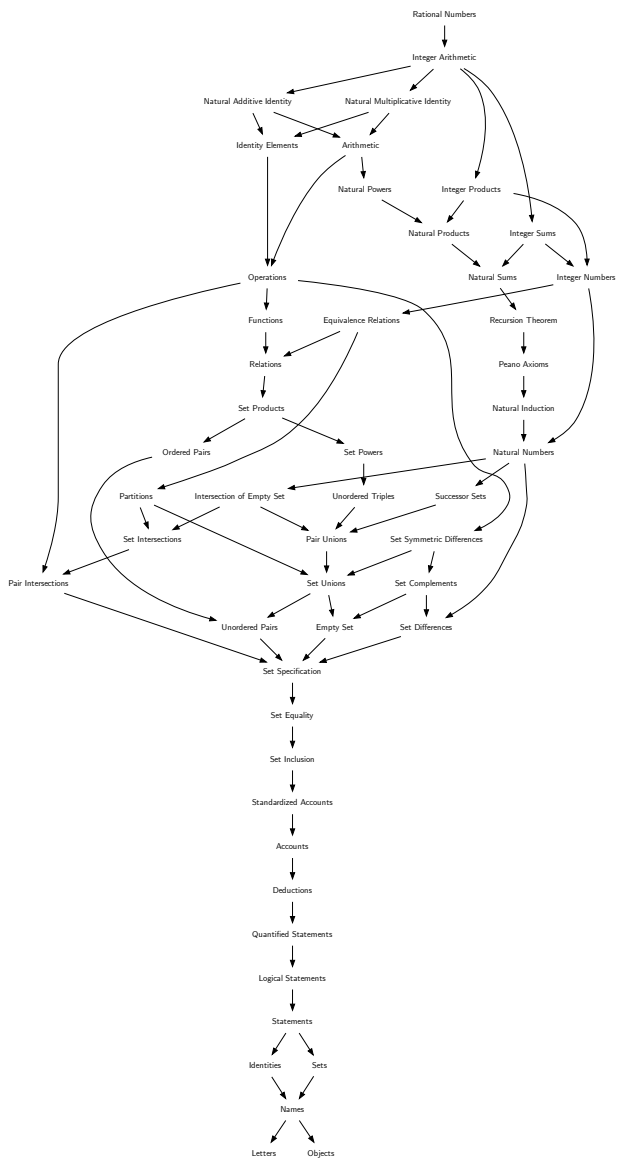 Rational Numbers
Integer Arithmetic
Natural Additive Identity
Natural Multiplicative Identity
Identity Elements
Arithmetic
Natural Powers
Integer Products
Natural Products
Integer Sums
Operations
Natural Sums
Integer Numbers
Functions
Equivalence Relations
Recursion Theorem
Relations
Peano Axioms
Set Products
Natural Induction
Ordered Pairs
Set Powers
Natural Numbers
Partitions
Intersection of Empty Set
Unordered Triples
Successor Sets
Set Intersections
Pair Unions
Set Symmetric Differences
Pair Intersections
Set Unions
Set Complements
Unordered Pairs
Empty Set
Set Differences
Set Specification
Set Equality
Set Inclusion
Standardized Accounts
Accounts
Deductions
Quantified Statements
Logical Statements
Statements
Identities
Sets
Names
Letters
Objects